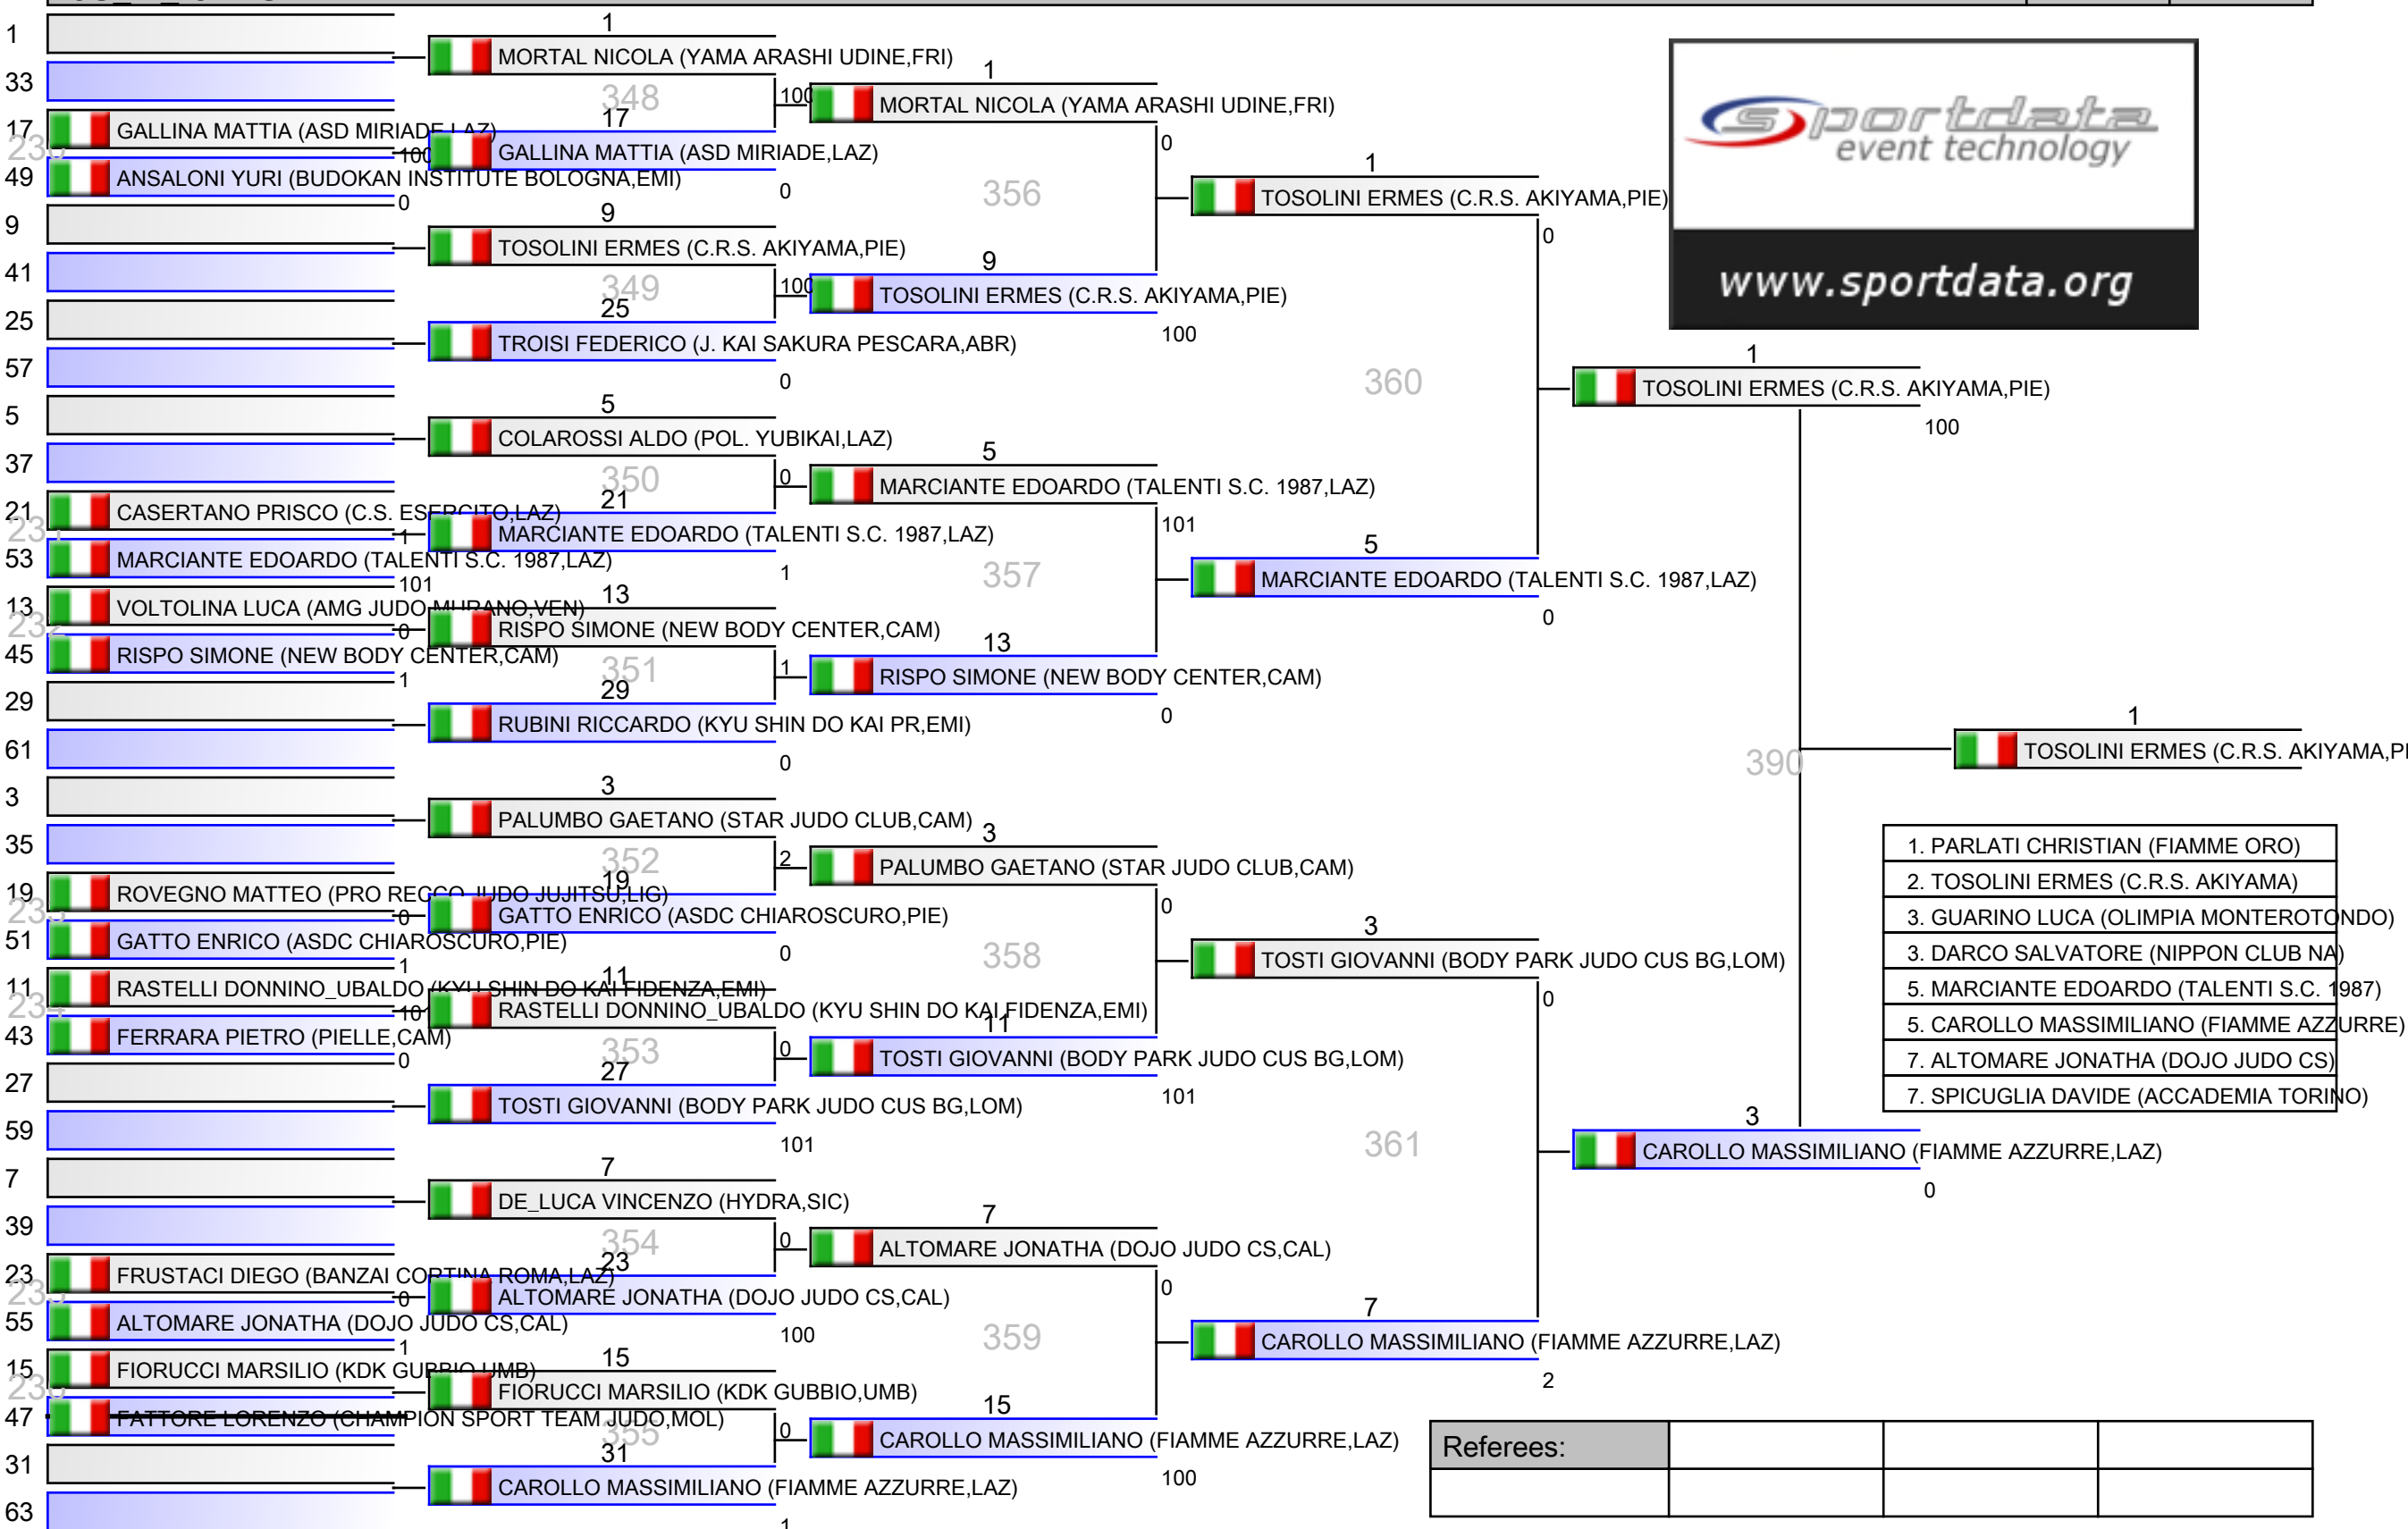 1
33
17
GALLINA MATTIA (ASD MIRIADE,LAZ)
100
49
ANSALONI YURI (BUDOKAN INSTITUTE BOLOGNA,EMI)
0
9
41
25
57
5
37
21
CASERTANO PRISCO (C.S. ESERCITO,LAZ)
1
53
MARCIANTE EDOARDO (TALENTI S.C. 1987,LAZ)
101
13
VOLTOLINA LUCA (AMG JUDO MURANO,VEN)
232
0
45
RISPO SIMONE (NEW BODY CENTER,CAM)
1
29
61
3
35
19
ROVEGNO MATTEO (PRO RECCO JUDO JUJITSU,LIG)
0
51
GATTO ENRICO (ASDC CHIAROSCURO,PIE)
1
11
RASTELLI DONNINO_UBALDO (KYU SHIN DO KAI FIDENZA,EMI)
234
101
43
FERRARA PIETRO (PIELLE,CAM)
0
27
59
7
39
23
FRUSTACI DIEGO (BANZAI CORTINA ROMA,LAZ)
0
55
ALTOMARE JONATHA (DOJO JUDO CS,CAL)
1
15
FIORUCCI MARSILIO (KDK GUBBIO,UMB)
47
FATTORE LORENZO (CHAMPION SPORT TEAM JUDO,MOL)
31
63
1
MORTAL NICOLA (YAMA ARASHI UDINE,FRI)
100
348
17
GALLINA MATTIA (ASD MIRIADE,LAZ)
0
9
TOSOLINI ERMES (C.R.S. AKIYAMA,PIE)
100
349
25
TROISI FEDERICO (J. KAI SAKURA PESCARA,ABR)
0
5
COLAROSSI ALDO (POL. YUBIKAI,LAZ)
0
350
21
MARCIANTE EDOARDO (TALENTI S.C. 1987,LAZ)
1
13
RISPO SIMONE (NEW BODY CENTER,CAM)
1
351
29
RUBINI RICCARDO (KYU SHIN DO KAI PR,EMI)
0
3
PALUMBO GAETANO (STAR JUDO CLUB,CAM)
2
352
19
GATTO ENRICO (ASDC CHIAROSCURO,PIE)
0
11
RASTELLI DONNINO_UBALDO (KYU SHIN DO KAI FIDENZA,EMI)
0
353
27
TOSTI GIOVANNI (BODY PARK JUDO CUS BG,LOM)
101
7
DE_LUCA VINCENZO (HYDRA,SIC)
0
354
23
ALTOMARE JONATHA (DOJO JUDO CS,CAL)
100
15
FIORUCCI MARSILIO (KDK GUBBIO,UMB)
0
355
31
CAROLLO MASSIMILIANO (FIAMME AZZURRE,LAZ)
1
1
MORTAL NICOLA (YAMA ARASHI UDINE,FRI)
0
356
9
TOSOLINI ERMES (C.R.S. AKIYAMA,PIE)
100
5
MARCIANTE EDOARDO (TALENTI S.C. 1987,LAZ)
101
357
13
RISPO SIMONE (NEW BODY CENTER,CAM)
0
3
PALUMBO GAETANO (STAR JUDO CLUB,CAM)
0
358
11
TOSTI GIOVANNI (BODY PARK JUDO CUS BG,LOM)
101
7
ALTOMARE JONATHA (DOJO JUDO CS,CAL)
0
359
15
CAROLLO MASSIMILIANO (FIAMME AZZURRE,LAZ)
100
1
TOSOLINI ERMES (C.R.S. AKIYAMA,PIE)
0
360
5
MARCIANTE EDOARDO (TALENTI S.C. 1987,LAZ)
0
3
TOSTI GIOVANNI (BODY PARK JUDO CUS BG,LOM)
0
361
7
CAROLLO MASSIMILIANO (FIAMME AZZURRE,LAZ)
2
sportdata
event technology
www.sportdata.org
1
TOSOLINI ERMES (C.R.S. AKIYAMA,PIE)
100
390
3
CAROLLO MASSIMILIANO (FIAMME AZZURRE,LAZ)
0
1
TOSOLINI ERMES (C.R.S. AKIYAMA,PI
1. PARLATI CHRISTIAN (FIAMME ORO)
2. TOSOLINI ERMES (C.R.S. AKIYAMA)
3. GUARINO LUCA (OLIMPIA MONTEROTONDO)
3. DARCO SALVATORE (NIPPON CLUB NA)
5. MARCIANTE EDOARDO (TALENTI S.C. 1987)
5. CAROLLO MASSIMILIANO (FIAMME AZZURRE)
7. ALTOMARE JONATHA (DOJO JUDO CS)
7. SPICUGLIA DAVIDE (ACCADEMIA TORINO)
Referees: